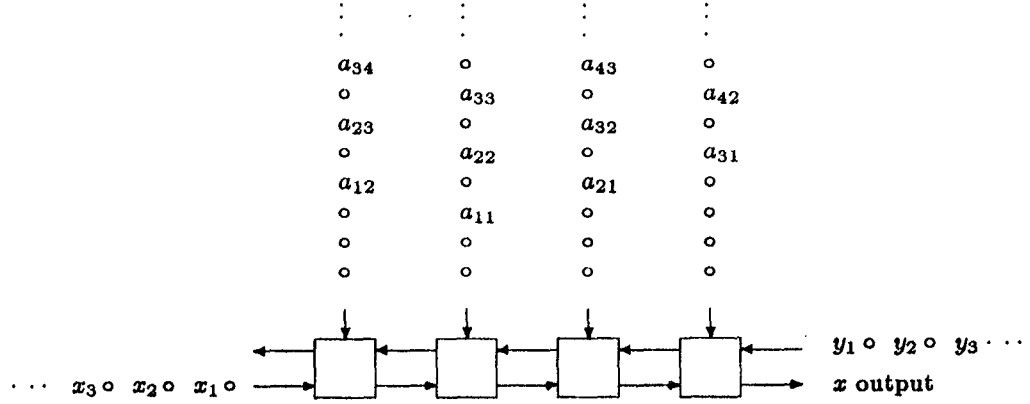 a34 ∘ a43 ∘
∘ a33 ∘ a42
a23 ∘ a32 ∘
∘ a22 ∘ a31
a12 ∘ a21 ∘
∘ a11 ∘ ∘
∘ ∘ ∘ ∘
∘ ∘ ∘ ∘
y1 ∘ y2 ∘ y3 ···
··· x3 ∘ x2 ∘ x1 ∘ x output